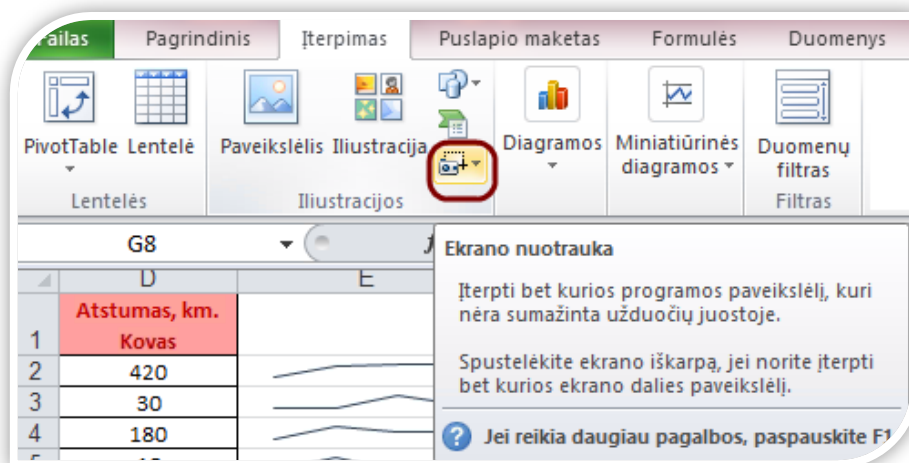 Failas Pagrindinis Įterpimas Puslapio maketas Formulės Duomenys
PivotTable Lentelė Paveikslėlis Iliustracija Diagramos Miniatiūrinės diagramos Duomenų filtras
Lentelės Iliustracijos Filtras
G8
D E
1 Atstumas, km.
Kovas
2 420
3 30
4 180
Ekrano nuotrauka
Įterpti bet kurios programos paveikslėlį, kuri
nėra sumažinta užduočių juostoje.
Spustelėkite ekrano iškarpą, jei norite įterpti
bet kurios ekrano dalies paveikslėlį.
Jei reikia daugiau pagalbos, paspauskite F1